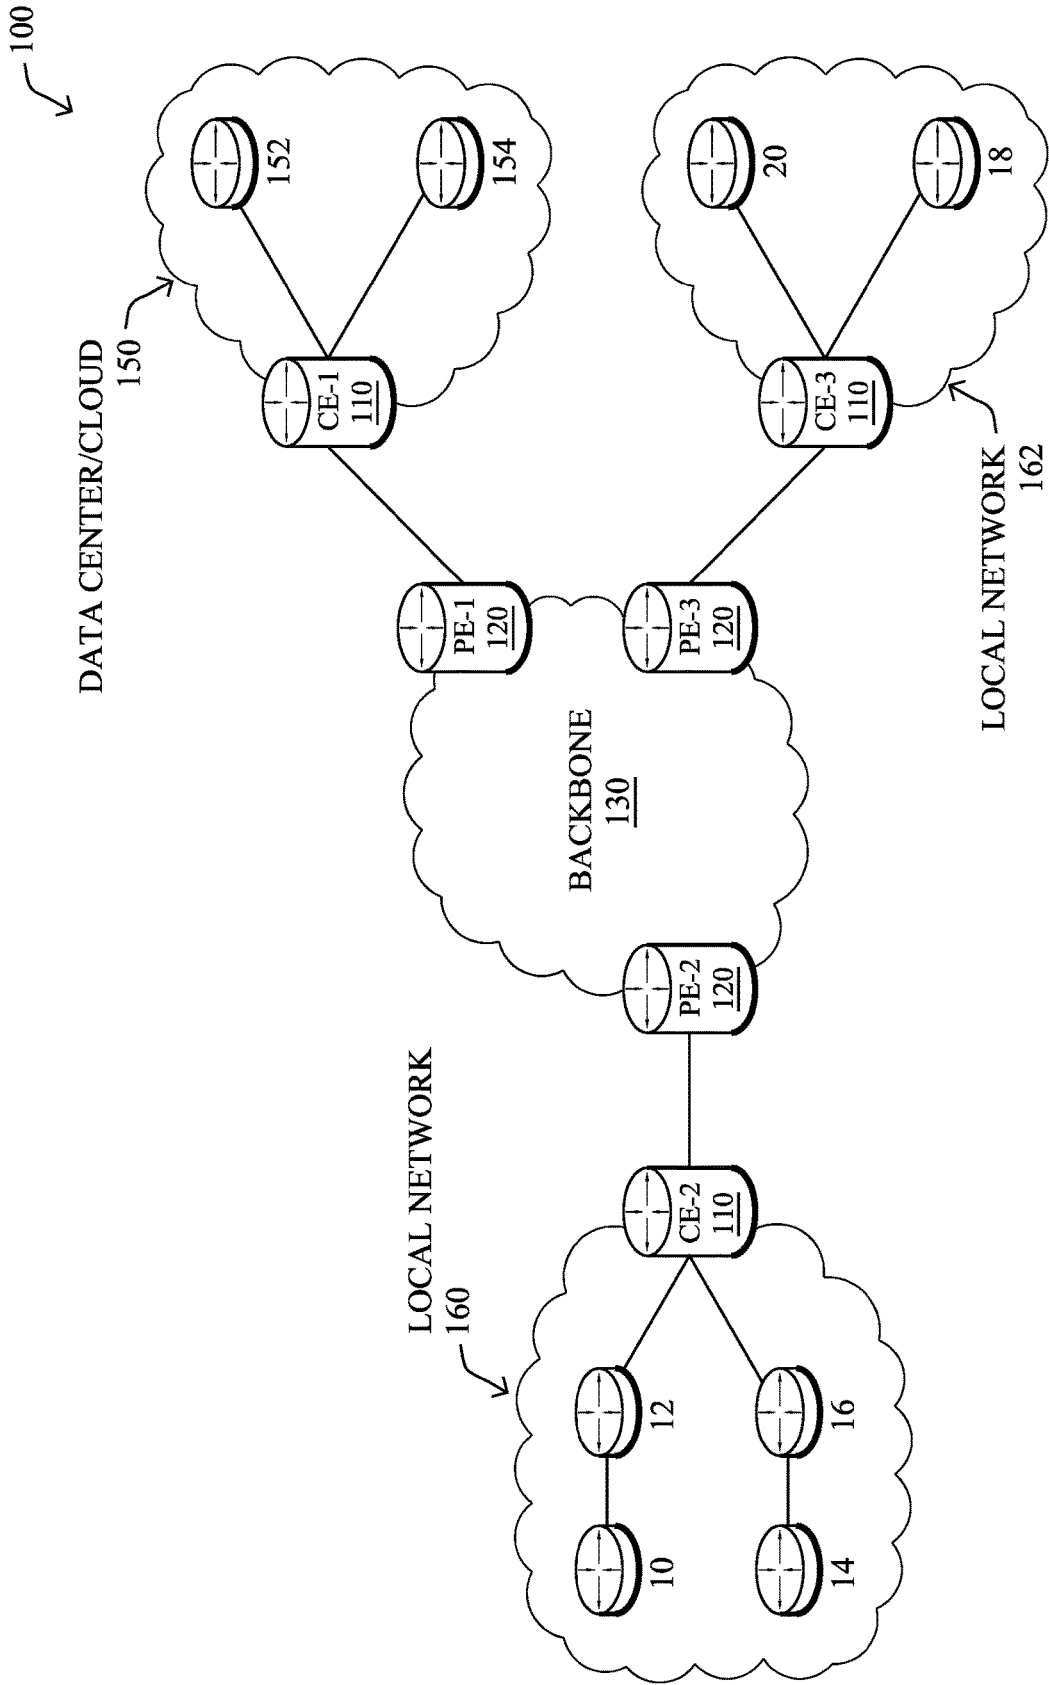 100
DATA CENTER/CLOUD
150
152
154
CE-1
110
PE-1
120
BACKBONE
130
PE-3
120
CE-3
110
20
18
LOCAL NETWORK
162
PE-2
120
LOCAL NETWORK
160
CE-2
110
12
10
16
14